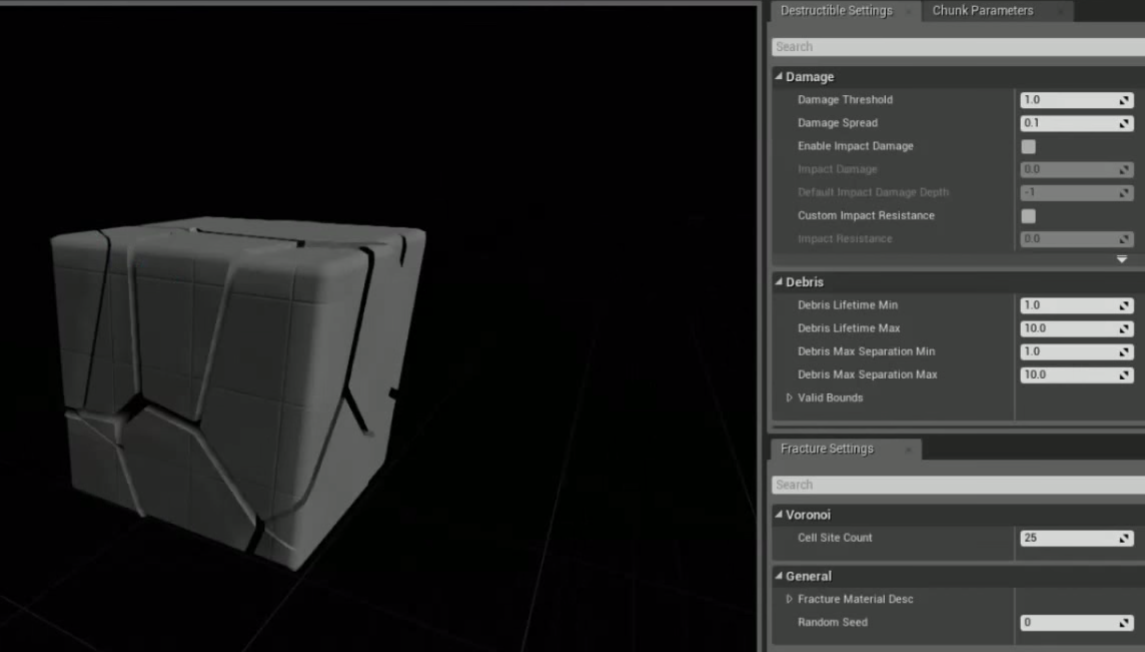 Destructible Settings
Chunk Parameters
Search
Damage
Damage Threshold 1.0
Damage Spread 0.1
Enable Impact Damage
Impact Damage 0.0
Default Impact Damage Depth -1
Custom Impact Resistance
Impact Resistance 0.0
Debris
Debris Lifetime Min 1.0
Debris Lifetime Max 10.0
Debris Max Separation Min 1.0
Debris Max Separation Max 10.0
Valid Bounds
Fracture Settings
Search
Voronoi
Cell Site Count 25
General
Fracture Material Desc
Random Seed 0